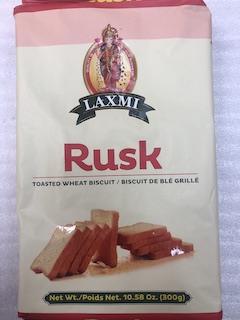 LAXMI
Rusk
TOASTED WHEAT BISCUIT / BISCUIT DE BLÉ GRILLÉ
Net Wt./Poids Net. 10.58 Oz. (300g)